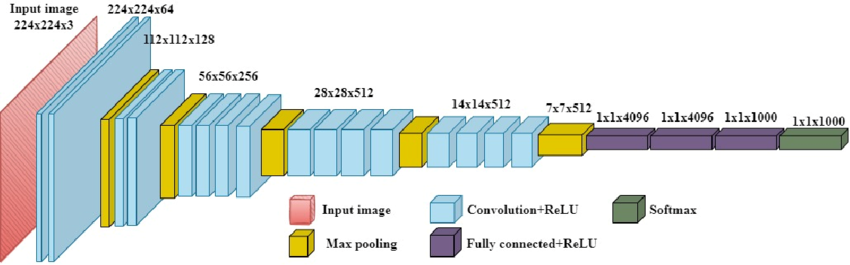 Input image
224x224x3
224x224x64
112x112x128
56x56x256
28x28x512
14x14x512
7x7x512
1x1x4096
1x1x4096
1x1x1000
1x1x1000
Input image
Convolution+ReLU
Softmax
Max pooling
Fully connected+ReLU